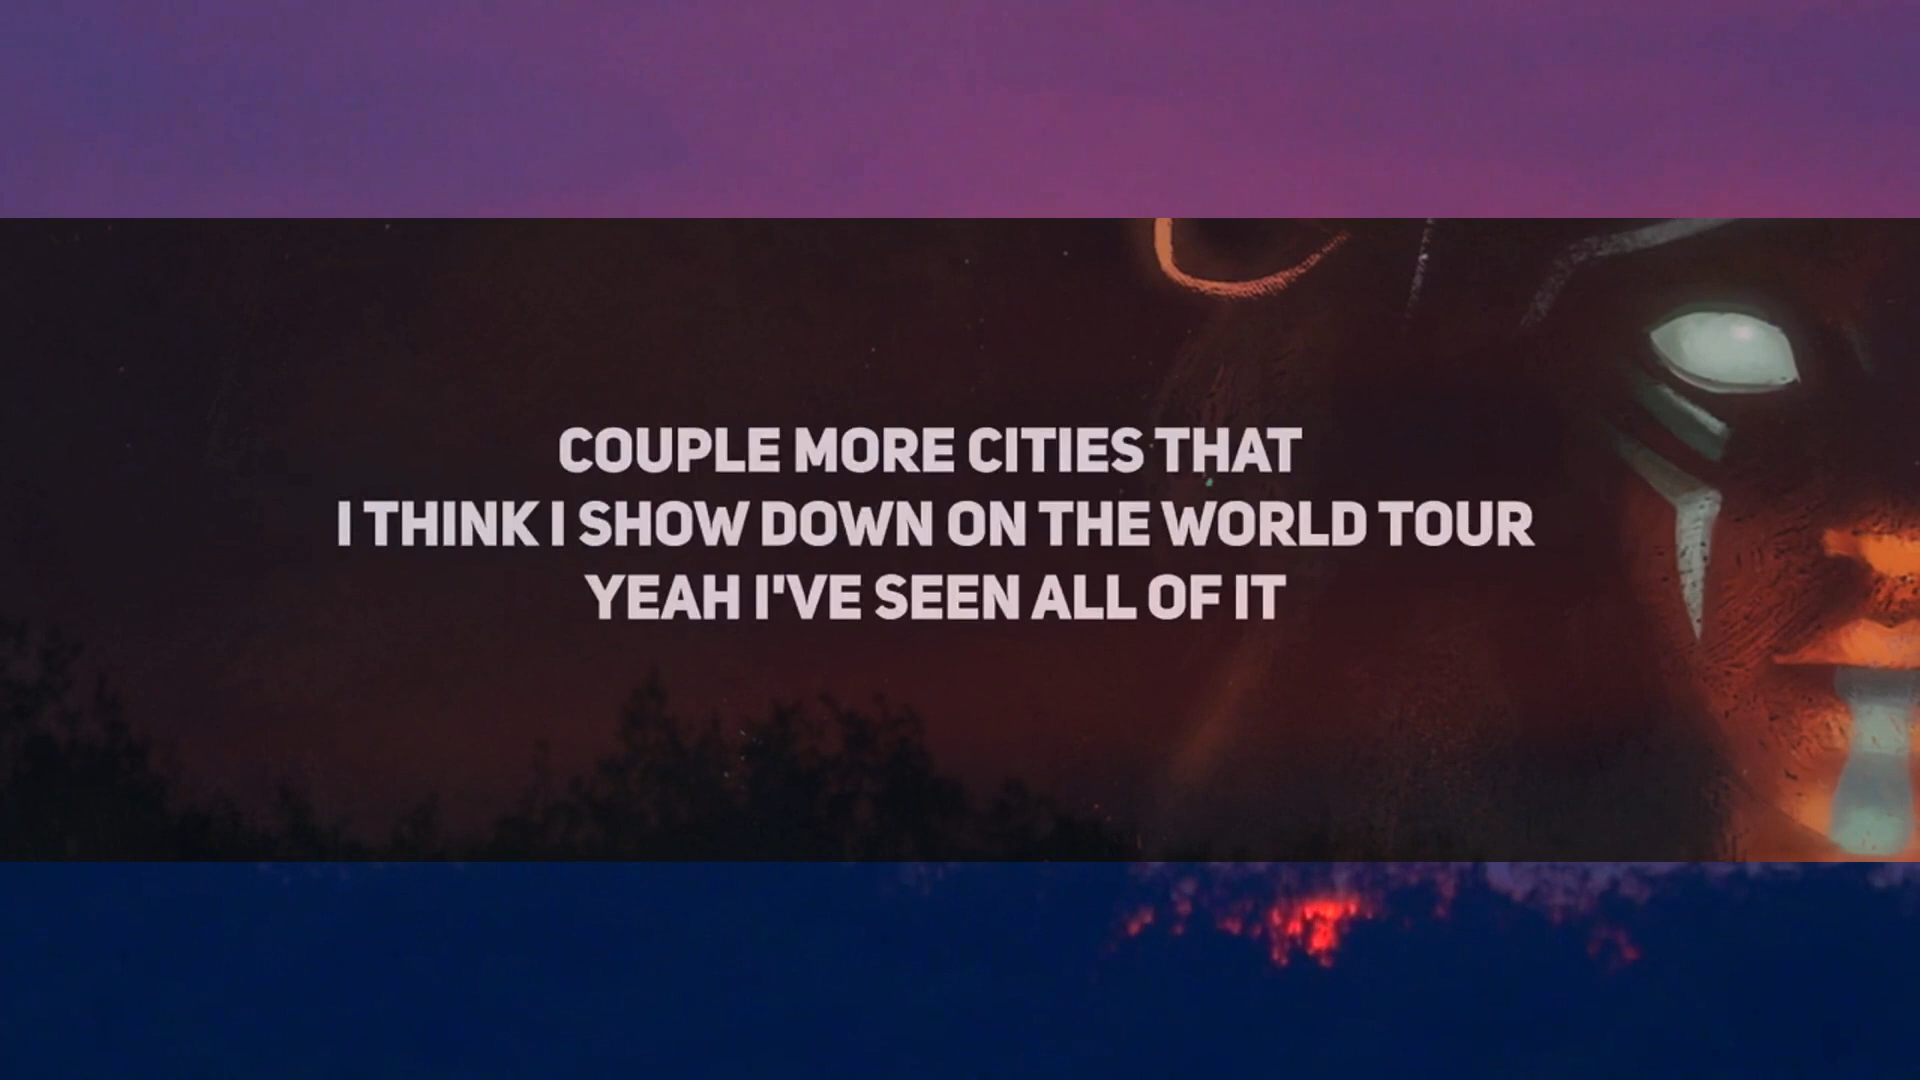 COUPLE MORE CITIES THAT
I THINK I SHOW DOWN ON THE WORLD TOUR
YEAH I'VE SEEN ALL OF IT